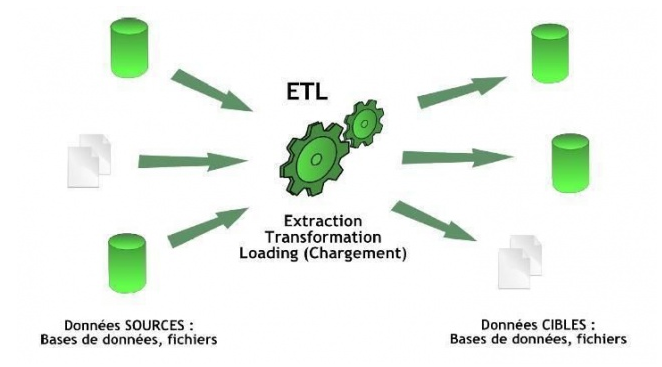 ETL
Extraction
Transformation
Loading (Chargement)
Données SOURCES :
Bases de données, fichiers
Données CIBLES :
Bases de données, fichiers